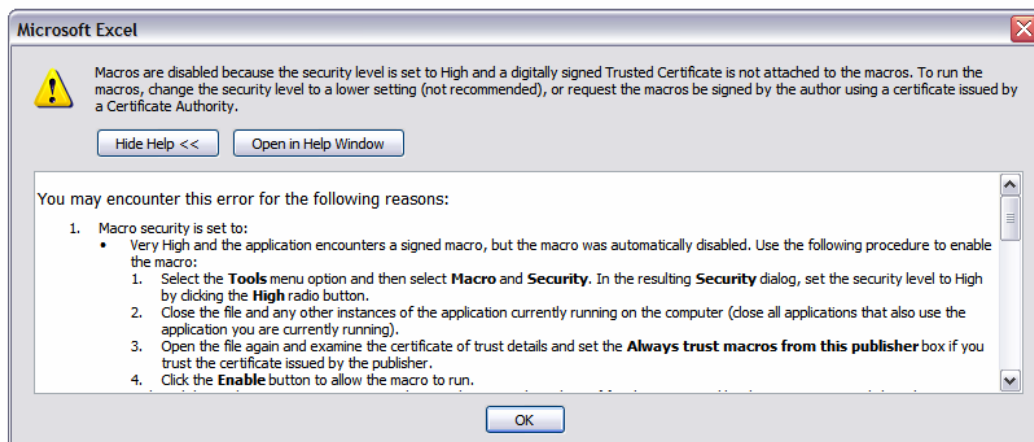 Microsoft Excel
Macros are disabled because the security level is set to High and a digitally signed Trusted Certificate is not attached to the macros. To run the
macros, change the security level to a lower setting (not recommended), or request the macros be signed by the author using a certificate issued by
a Certificate Authority.
Hide Help << Open in Help Window
You may encounter this error for the following reasons:
1. Macro security is set to:
• Very High and the application encounters a signed macro, but the macro was automatically disabled. Use the following procedure to enable
the macro:
1. Select the Tools menu option and then select Macro and Security. In the resulting Security dialog, set the security level to High
by clicking the High radio button.
2. Close the file and any other instances of the application currently running on the computer (close all applications that also use the
application you are currently running).
3. Open the file again and examine the certificate of trust details and set the Always trust macros from this publisher box if you
trust the certificate issued by the publisher.
4. Click the Enable button to allow the macro to run.
OK